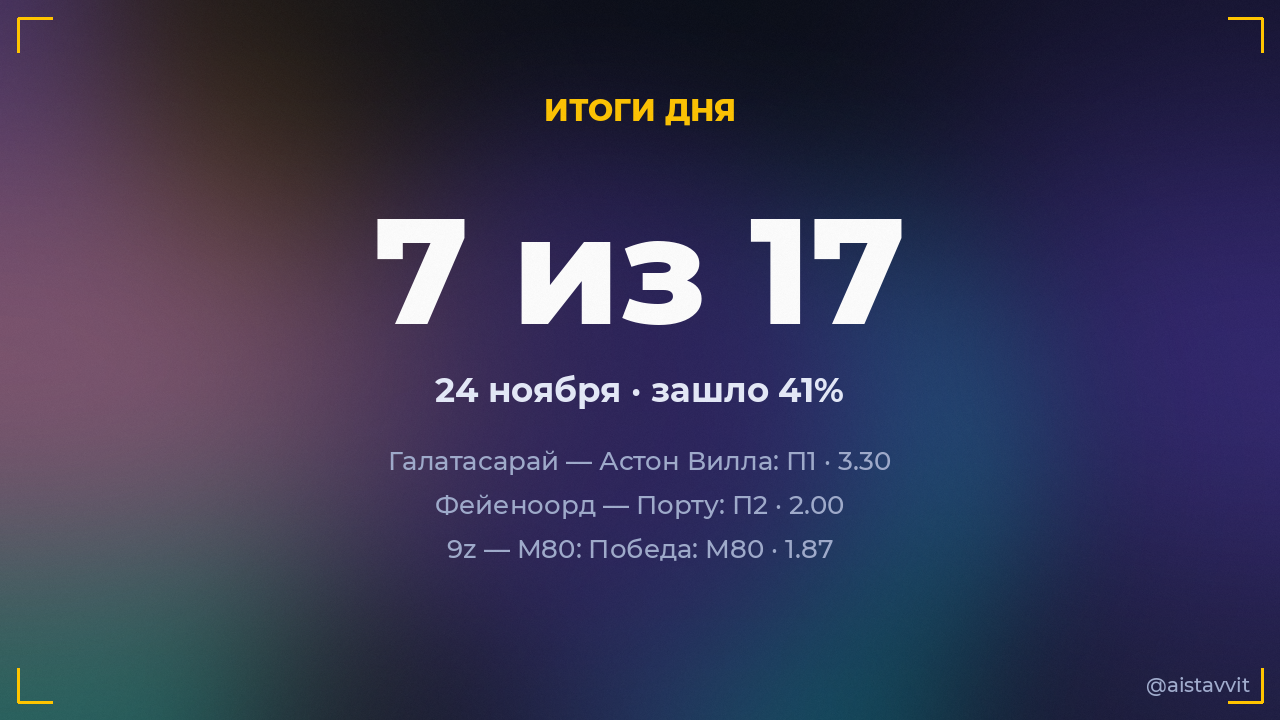 ИТОГИ ДНЯ
7 из 17
24 ноября · зашло 41%
Галатасарай — Астон Вилла: П1 · 3.30
Фейеноорд — Порту: П2 · 2.00
9z — M80: Победа: M80 · 1.87
@aistavvit